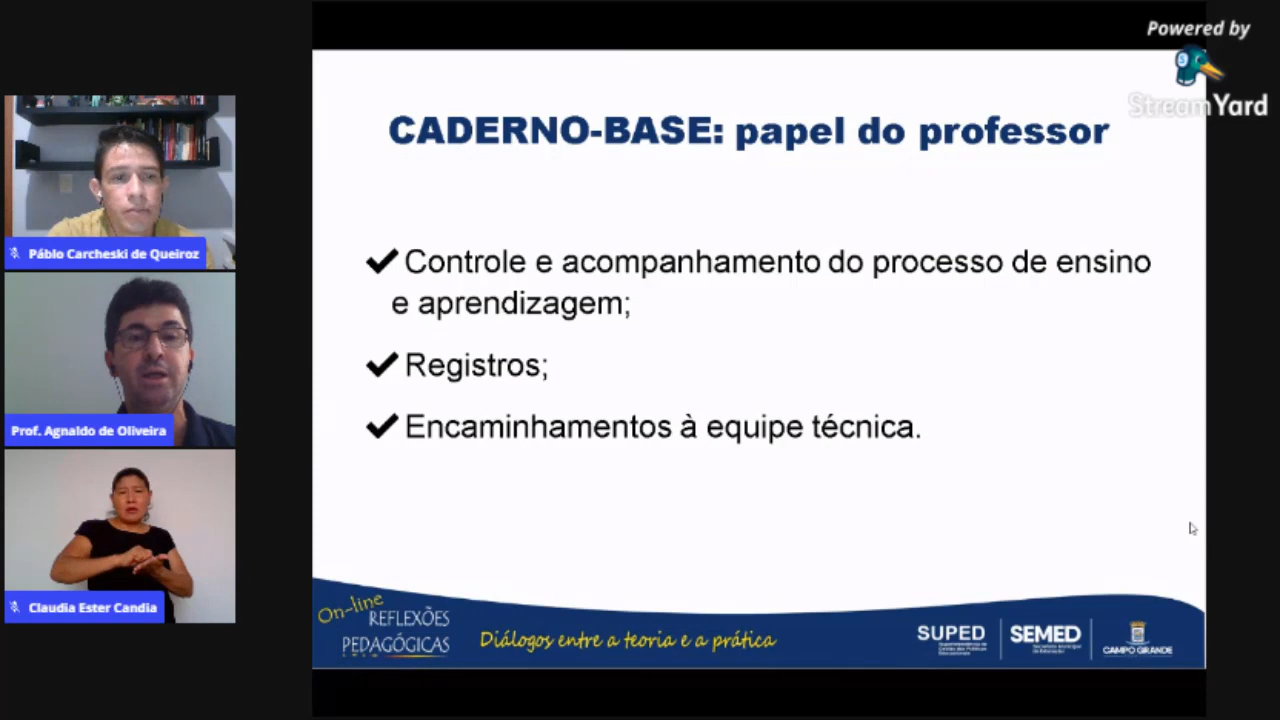 Powered by
StreamYard
CADERNO-BASE: papel do professor
Controle e acompanhamento do processo de ensino
e aprendizagem;
Registros;
Encaminhamentos à equipe técnica.
Páblo Carcheski de Queiroz
Prof. Agnaldo de Oliveira
Claudia Ester Candia
On-line
REFLEXÕES
PEDAGÓGICAS
Diálogos entre a teoria e a prática
SUPED
SEMED
CAMPO GRANDE